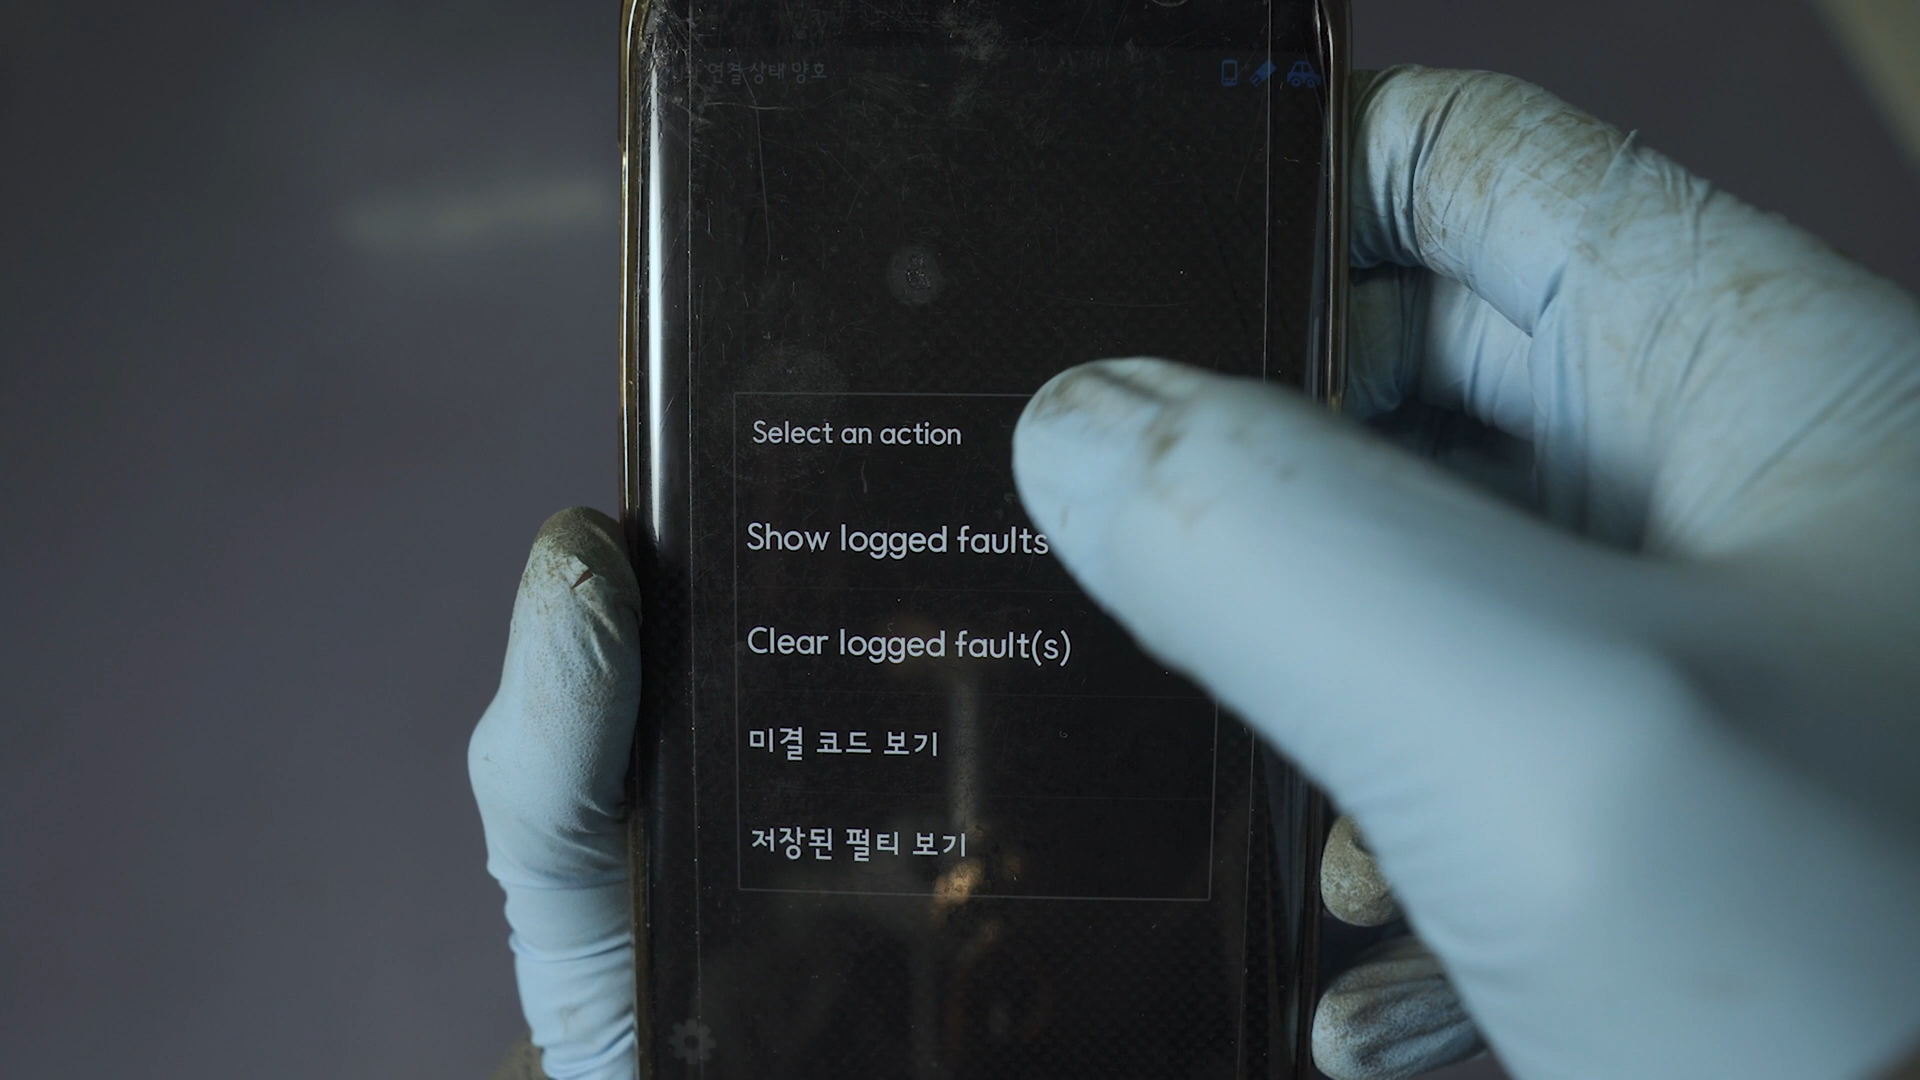 연결 상태 양호
Select an action
Show logged faults
Clear logged fault(s)
미결 코드 보기
저장된 펄티 보기